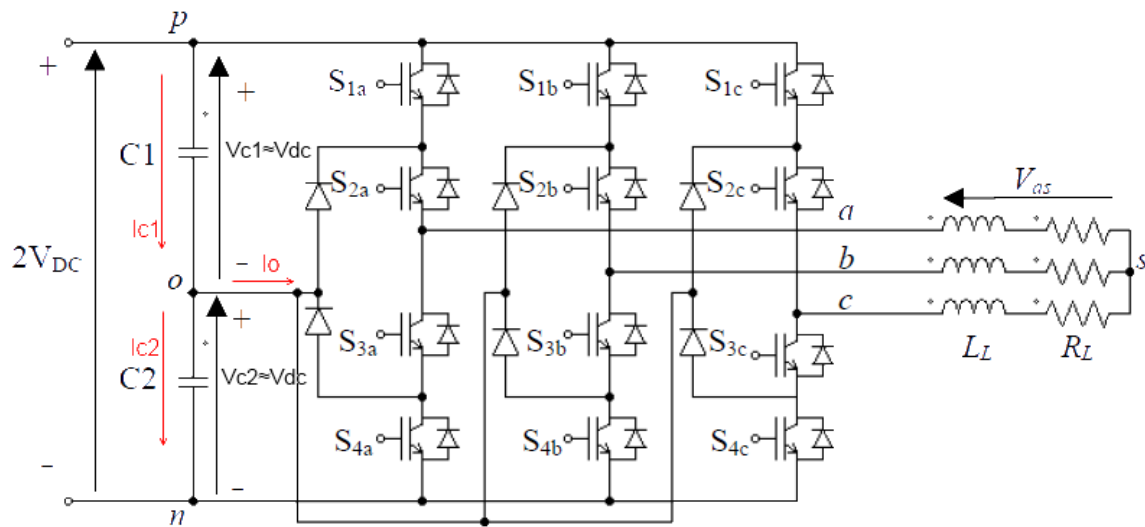 p
+
+
S1a
S1b
S1c
C1
Vc1≈Vdc
S2a
S2b
S2c
Vas
Ic1
a
2VDC
−
Io
o
b
s
+
c
Ic2
S3a
S3b
S3c
C2
Vc2≈Vdc
LL
RL
S4a
S4b
S4c
−
−
n